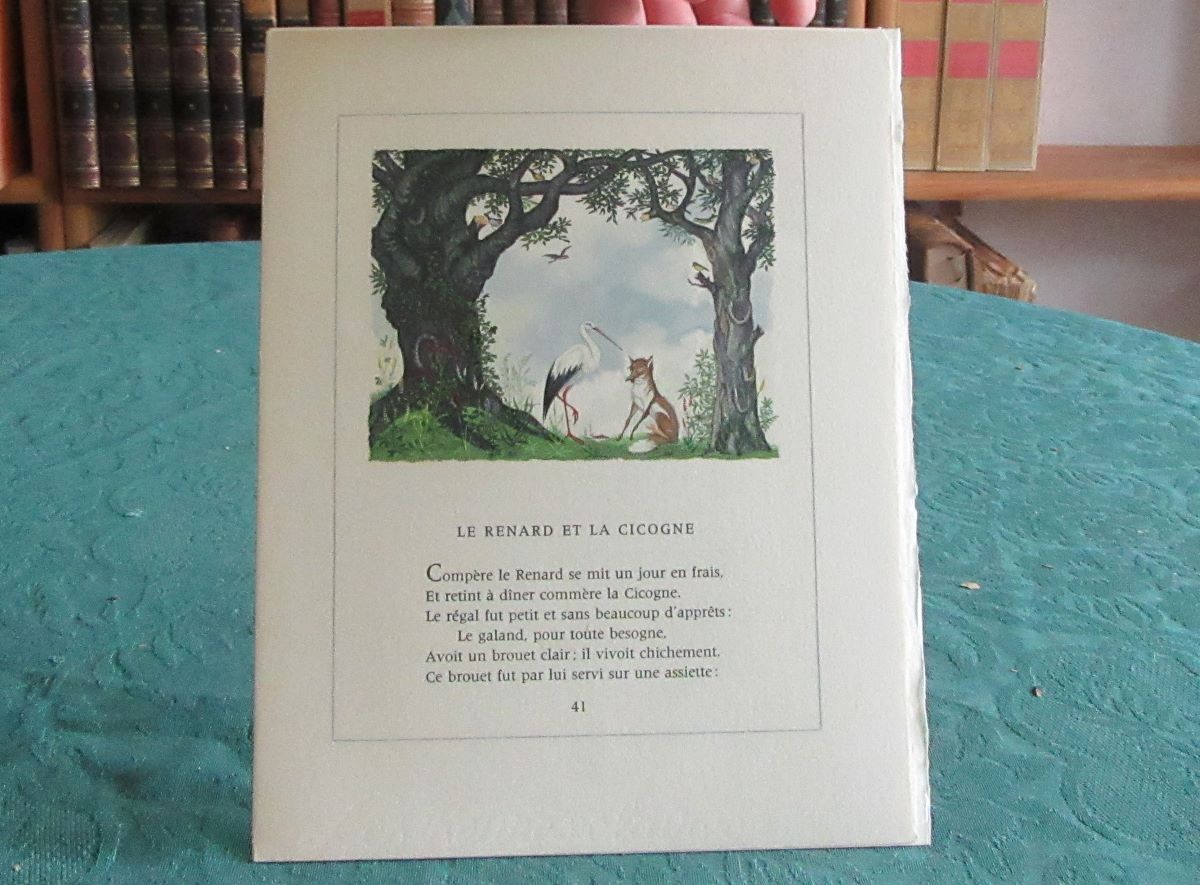 LE RENARD ET LA CICOGNE
Compère le Renard se mit un jour en frais,
Et retint à dîner commère la Cicogne.
Le régal fut petit et sans beaucoup d'apprêts :
Le galand, pour toute besogne,
Avoit un brouet clair ; il vivoit chichement.
Ce brouet fut par lui servi sur une assiette :
41